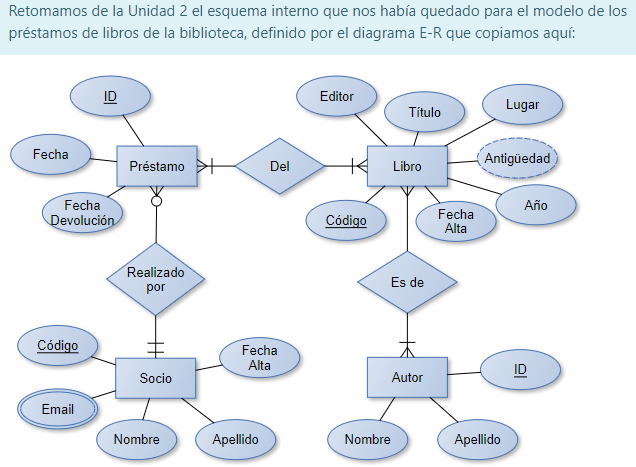 Retomamos de la Unidad 2 el esquema interno que nos había quedado para el modelo de los
préstamos de libros de la biblioteca, definido por el diagrama E-R que copiamos aquí:
ID
Editor
Título
Lugar
Fecha
Préstamo
Del
Libro
Antigüedad
Fecha
Devolución
Código
Fecha
Alta
Año
Realizado
por
Es de
Código
Fecha
Alta
Socio
Autor
ID
Email
Nombre
Apellido
Nombre
Apellido